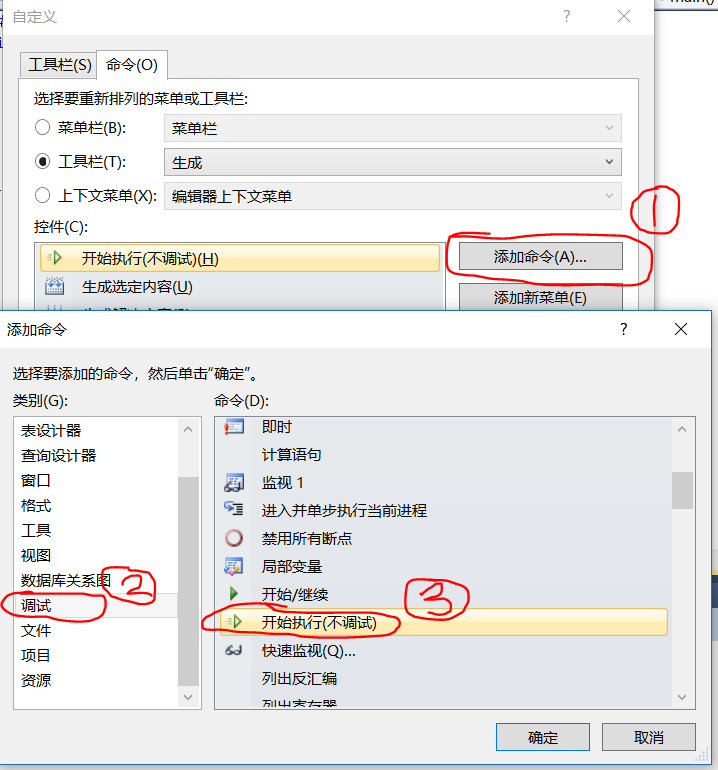 main()
自定义
?
工具栏(S) 命令(O)
选择要重新排列的菜单或工具栏:
菜单栏(B): 菜单栏
工具栏(T): 生成
上下文菜单(X): 编辑器上下文菜单
1
控件(C):
开始执行(不调试)(H)
添加命令(A)...
生成选定内容(U)
添加新菜单(E)
添加命令
?
选择要添加的命令，然后单击“确定”。
类别(G): 命令(D):
表设计器
查询设计器
窗口
格式
工具
视图
数据库关系图
2
调试
文件
项目
资源
即时
计算语句
监视 1
进入并单步执行当前进程
禁用所有断点
局部变量
开始/继续
3
开始执行(不调试)
快速监视(Q)...
列出反汇编
列出寄存器
确定 取消